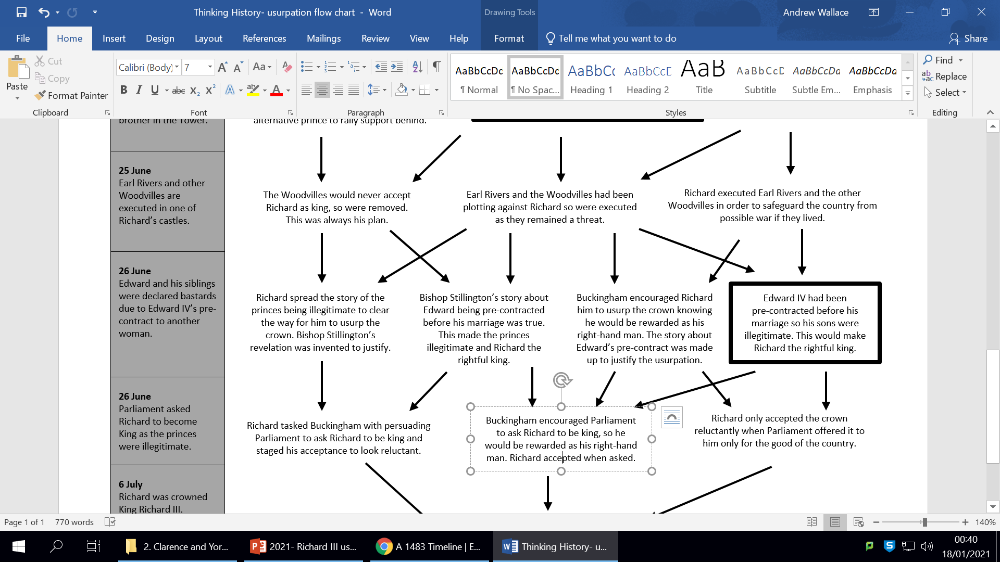 Thinking History- usurpation flow chart - Word
Drawing Tools
Andrew Wallace
File
Home
Insert
Design
Layout
References
Mailings
Review
View
Help
Format
Tell me what you want to do
Share
Paste
Cut
Copy
Format Painter
Clipboard
Calibri (Body)
7
Font
Paragraph
AaBbCcDc
¶ Normal
AaBbCcDc
¶ No Spac...
AaBbCc
Heading 1
AaBbCcD
Heading 2
AaB
Title
AaBbCcD
Subtitle
AaBbCcDa
Subtle Em...
AaBbCcDa
Emphasis
Styles
Find
Replace
Select
Editing
brother in the Tower.
alternative prince to rally support behind.
25 June
Earl Rivers and other
Woodvilles are
executed in one of
Richard's castles.
The Woodvilles would never accept
Richard as king, so were removed.
This was always his plan.
Earl Rivers and the Woodvilles had been
plotting against Richard so were executed
as they remained a threat.
Richard executed Earl Rivers and the other
Woodvilles in order to safeguard the country from
possible war if they lived.
26 June
Edward and his siblings
were declared bastards
due to Edward IV's pre-
contract to another
woman.
Richard spread the story of the
princes being illegitimate to clear
the way for him to usurp the
crown. Bishop Stillington's
revelation was invented to justify.
Bishop Stillington's story about
Edward being pre-contracted
before his marriage was true.
This made the princes
illegitimate and Richard the
rightful king.
Buckingham encouraged Richard
him to usurp the crown knowing
he would be rewarded as his
right-hand man. The story about
Edward's pre-contract was made
up to justify the usurpation.
Edward IV had been
pre-contracted before his
marriage so his sons were
illegitimate. This would make
Richard the rightful king.
26 June
Parliament asked
Richard to become
King as the princes
were illegitimate.
Richard tasked Buckingham with persuading
Parliament to ask Richard to be king and
staged his acceptance to look reluctant.
Buckingham encouraged Parliament
to ask Richard to be king, so he
would be rewarded as his right-hand
man. Richard accepted when asked.
Richard only accepted the crown
reluctantly when Parliament offered it to
him only for the good of the country.
6 July
Richard was crowned
King Richard III.
Page 1 of 1
770 words
140%
2. Clarence and Yor...
2021- Richard III us...
A 1483 Timeline | E...
Thinking History- u...
00:40
18/01/2021